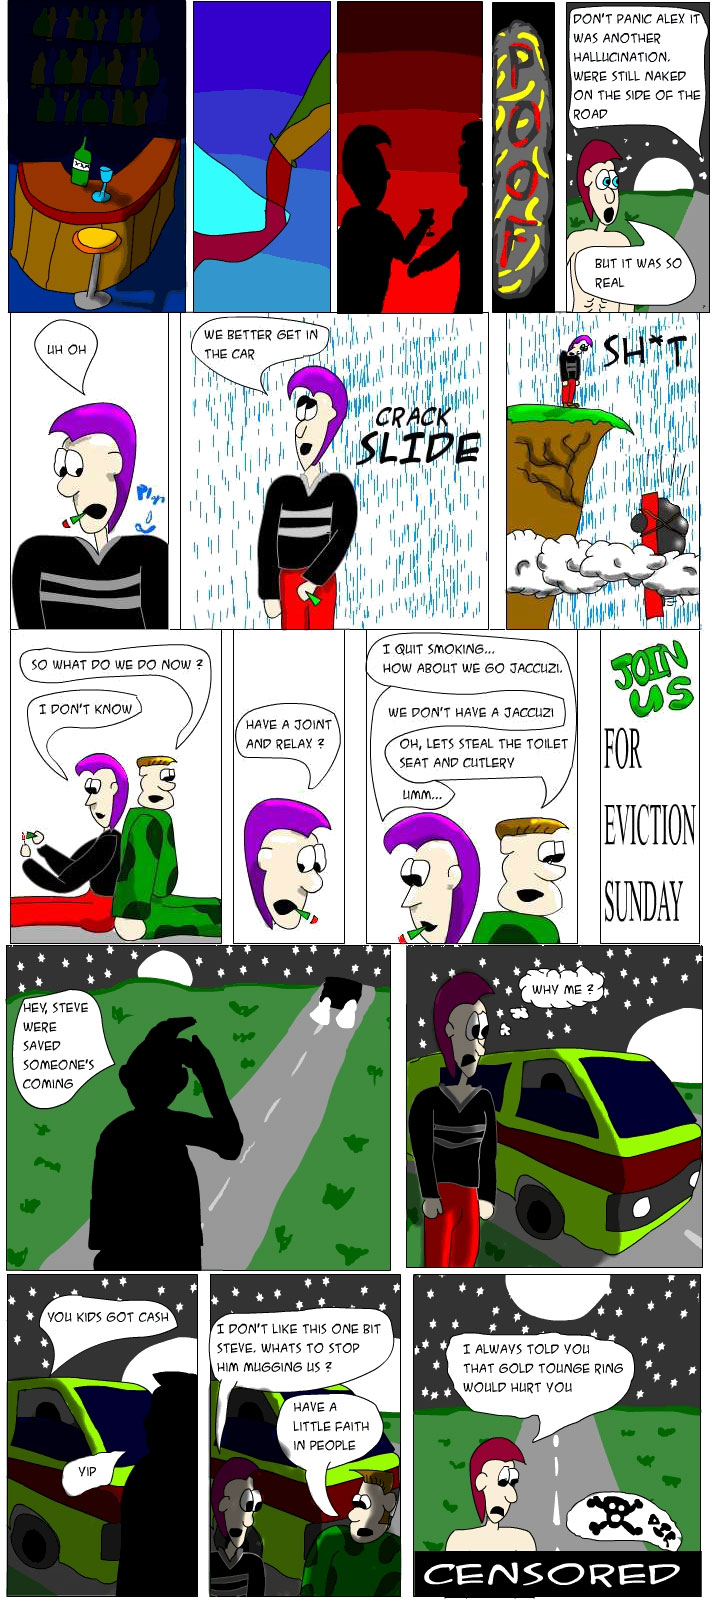 XXX
POOF
DON'T PANIC ALEX IT
WAS ANOTHER
HALLUCINATION.
WERE STILL NAKED
ON THE SIDE OF THE
ROAD
BUT IT WAS SO
REAL
UH OH
WE BETTER GET IN
THE CAR
CRACK
SLIDE
SH*T
SO WHAT DO WE DO NOW ?
I DON'T KNOW
HAVE A JOINT
AND RELAX ?
I QUIT SMOKING...
HOW ABOUT WE GO JACCUZI.
WE DON'T HAVE A JACCUZI
OH, LETS STEAL THE TOILET
SEAT AND CUTLERY
UMM...
JOIN
US
FOR
EVICTION
SUNDAY
HEY, STEVE
WERE
SAVED
SOMEONE'S
COMING
WHY ME ?
YOU KIDS GOT CASH
YIP
I DON'T LIKE THIS ONE BIT
STEVE. WHATS TO STOP
HIM MUGGING US ?
HAVE A
LITTLE FAITH
IN PEOPLE
I ALWAYS TOLD YOU
THAT GOLD TOUNGE RING
WOULD HURT YOU
CENSORED